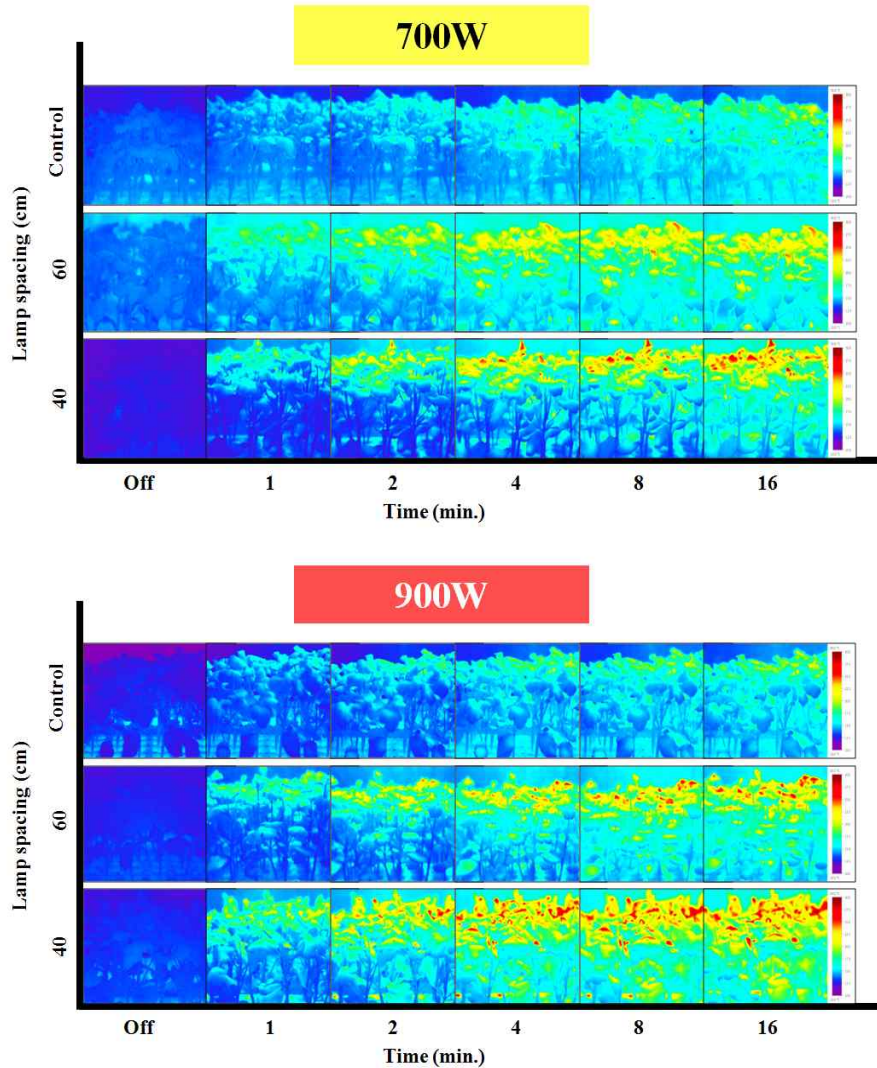 700W
Control
60
40
Lamp spacing (cm)
Off 1 2 4 8 16
Time (min.)
900W
Control
60
40
Lamp spacing (cm)
Off 1 2 4 8 16
Time (min.)